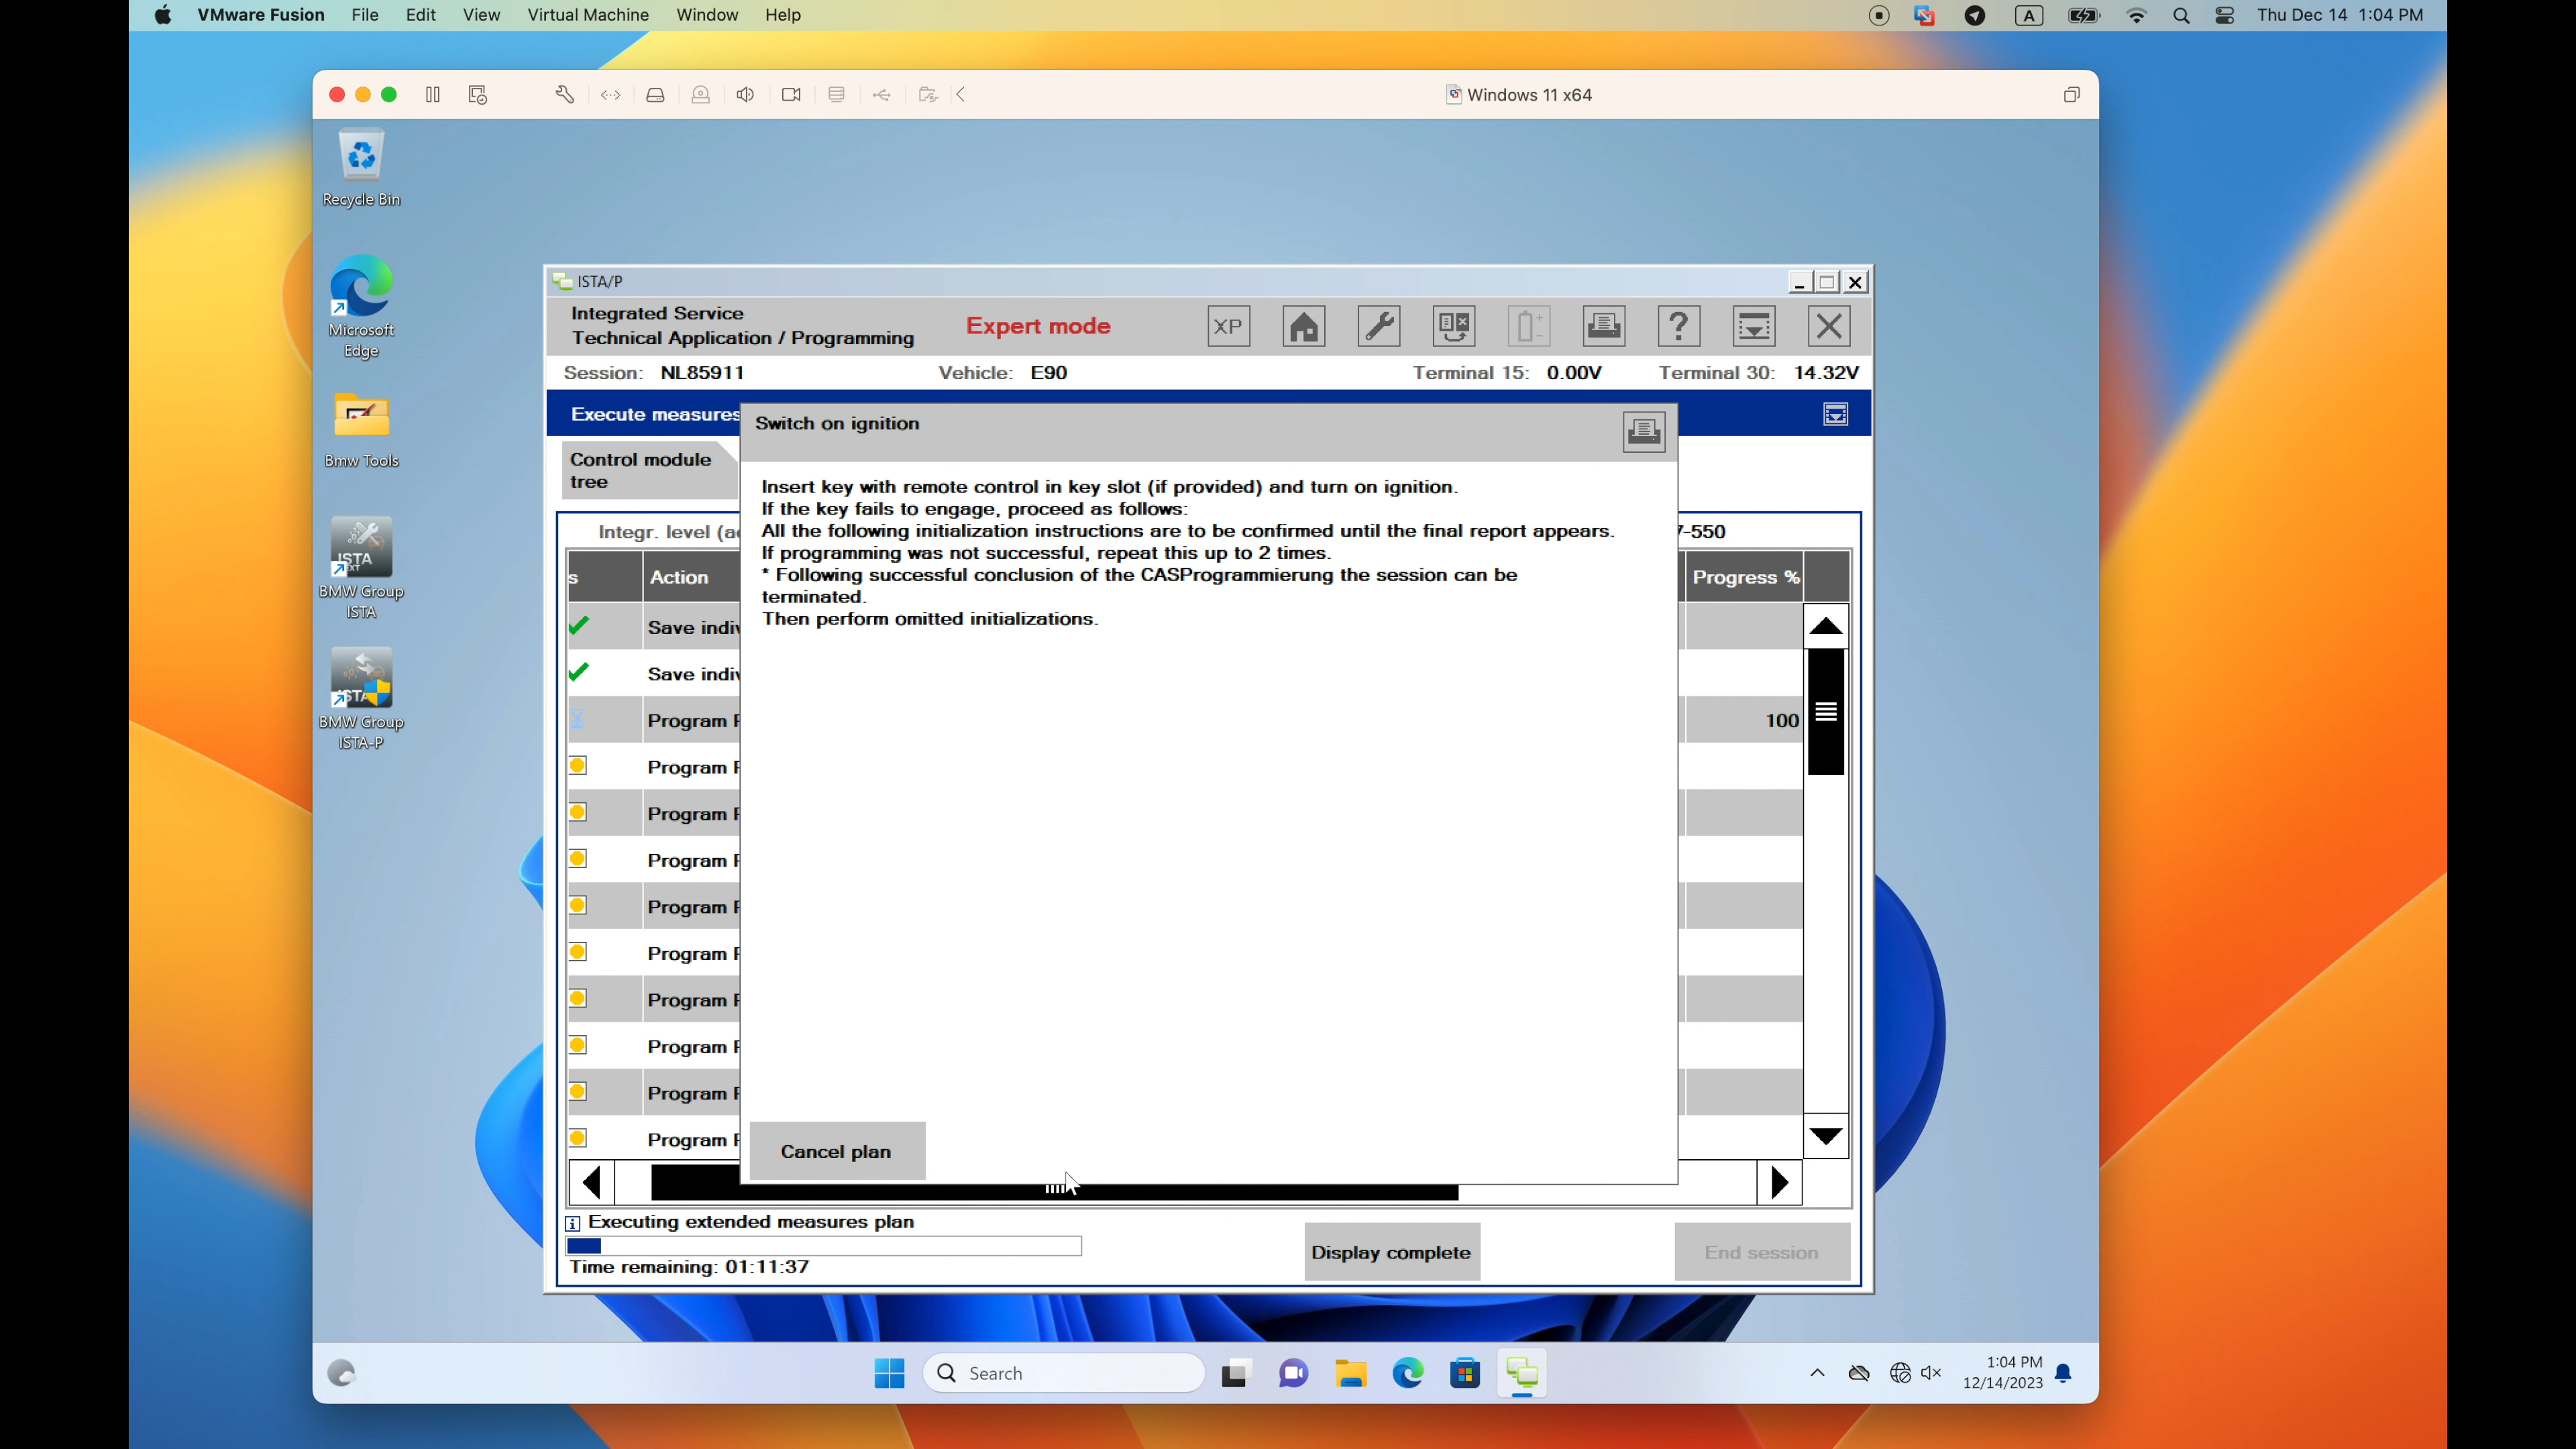 VMware Fusion File Edit View Virtual Machine Window Help
A
Thu Dec 14 1:04 PM
Windows 11 x64
Recycle Bin
Microsoft
Edge
Bmw Tools
ISTA
BMW Group
ISTA
BMW Group
ISTA-P
ISTA/P
Integrated Service
Technical Application / Programming
Expert mode
XP
?
Session: NL85911
Vehicle: E90
Terminal 15: 0.00V
Terminal 30: 14.32V
Execute measures
Switch on ignition
Control module
tree
Insert key with remote control in key slot (if provided) and turn on ignition.
If the key fails to engage, proceed as follows:
All the following initialization instructions are to be confirmed until the final report appears.
If programming was not successful, repeat this up to 2 times.
* Following successful conclusion of the CASProgrammierung the session can be
terminated.
Then perform omitted initializations.
Integr. level (a
7-550
s
Action
Progress %
Save indiv
Save indiv
Program
100
Program
Program
Program
Program
Program
Program
Program
Program
Program
Cancel plan
Executing extended measures plan
Time remaining: 01:11:37
Display complete
End session
Search
1:04 PM
12/14/2023